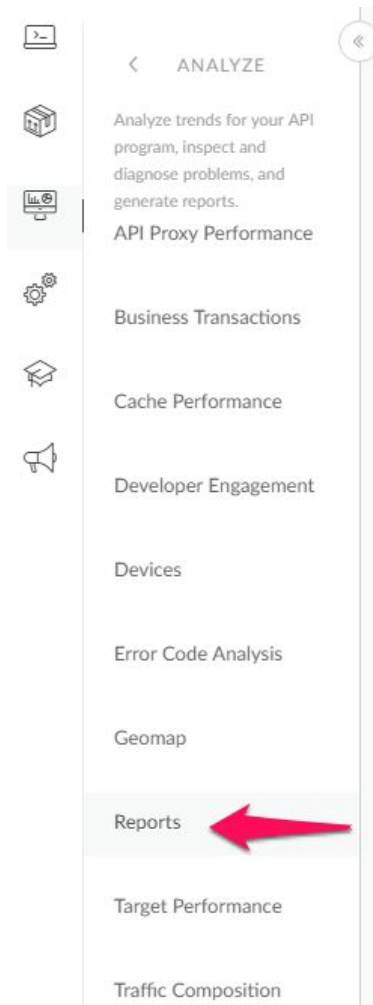 ANALYZE
Analyze trends for your API
program, inspect and
diagnose problems, and
generate reports.
API Proxy Performance
Business Transactions
Cache Performance
Developer Engagement
Devices
Error Code Analysis
Geomap
Reports
Target Performance
Traffic Composition